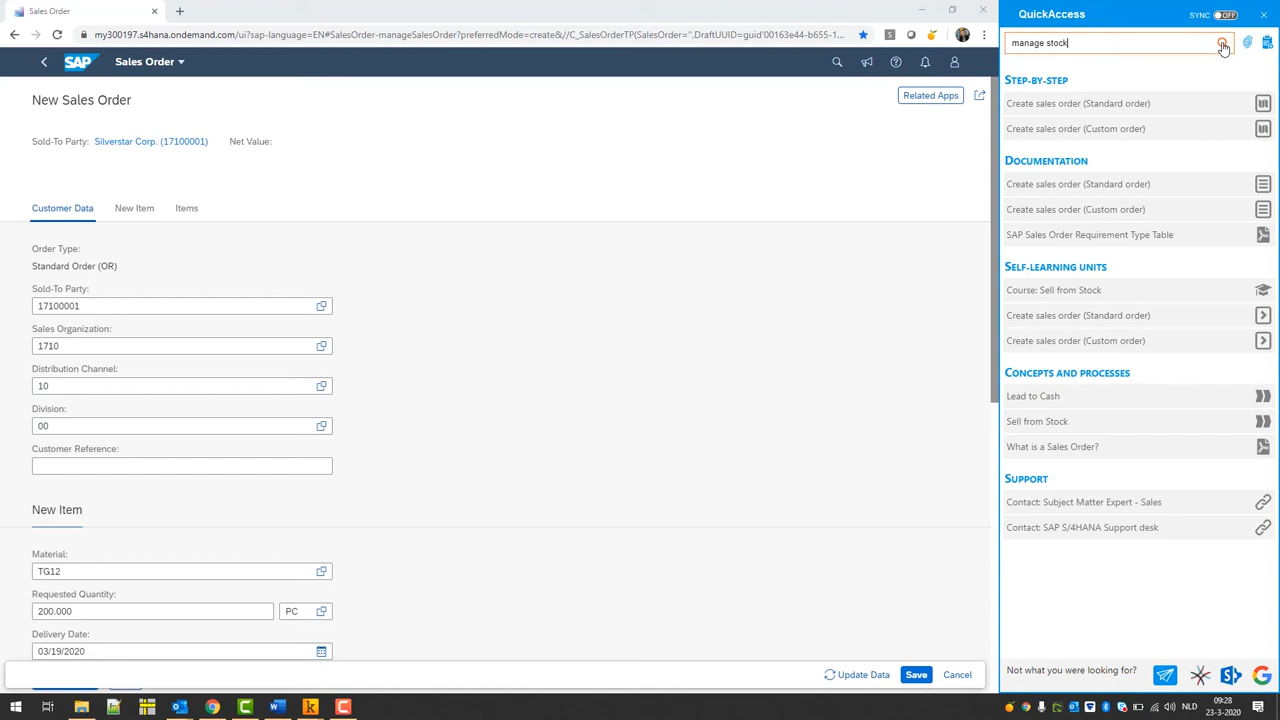 Sales Order
QuickAccess
SYNC OFF
my300197.s4hana.ondemand.com/ui?sap-language=EN#SalesOrder-manageSalesOrder?preferredMode=create&//C_SalesOrderTP(SalesOrder='',DraftUUID=guid'00163e44-b655-1...
manage stock
SAP
Sales Order
New Sales Order
Related Apps
Sold-To Party: Silverstar Corp. (17100001) Net Value:
Customer Data New Item Items
Order Type:
Standard Order (OR)
Sold-To Party:
17100001
Sales Organization:
1710
Distribution Channel:
10
Division:
00
Customer Reference:
New Item
Material:
TG12
Requested Quantity:
200.000 PC
Delivery Date:
03/19/2020
Update Data Save Cancel
STEP-BY-STEP
Create sales order (Standard order)
Create sales order (Custom order)
DOCUMENTATION
Create sales order (Standard order)
Create sales order (Custom order)
SAP Sales Order Requirement Type Table
SELF-LEARNING UNITS
Course: Sell from Stock
Create sales order (Standard order)
Create sales order (Custom order)
CONCEPTS AND PROCESSES
Lead to Cash
Sell from Stock
What is a Sales Order?
SUPPORT
Contact: Subject Matter Expert - Sales
Contact: SAP S/4HANA Support desk
Not what you were looking for?
NLD
09:28
23-3-2020